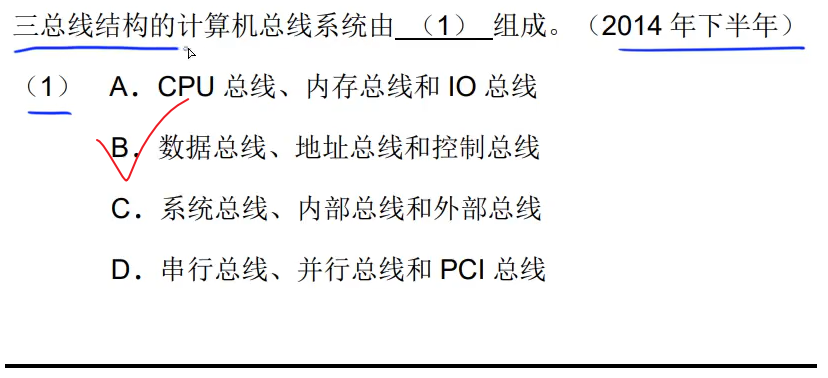 三总线结构的计算机总线系统由 （1） 组成。（2014 年下半年）
（1） A．CPU 总线、内存总线和 IO 总线
B．数据总线、地址总线和控制总线
C．系统总线、内部总线和外部总线
D．串行总线、并行总线和 PCI 总线